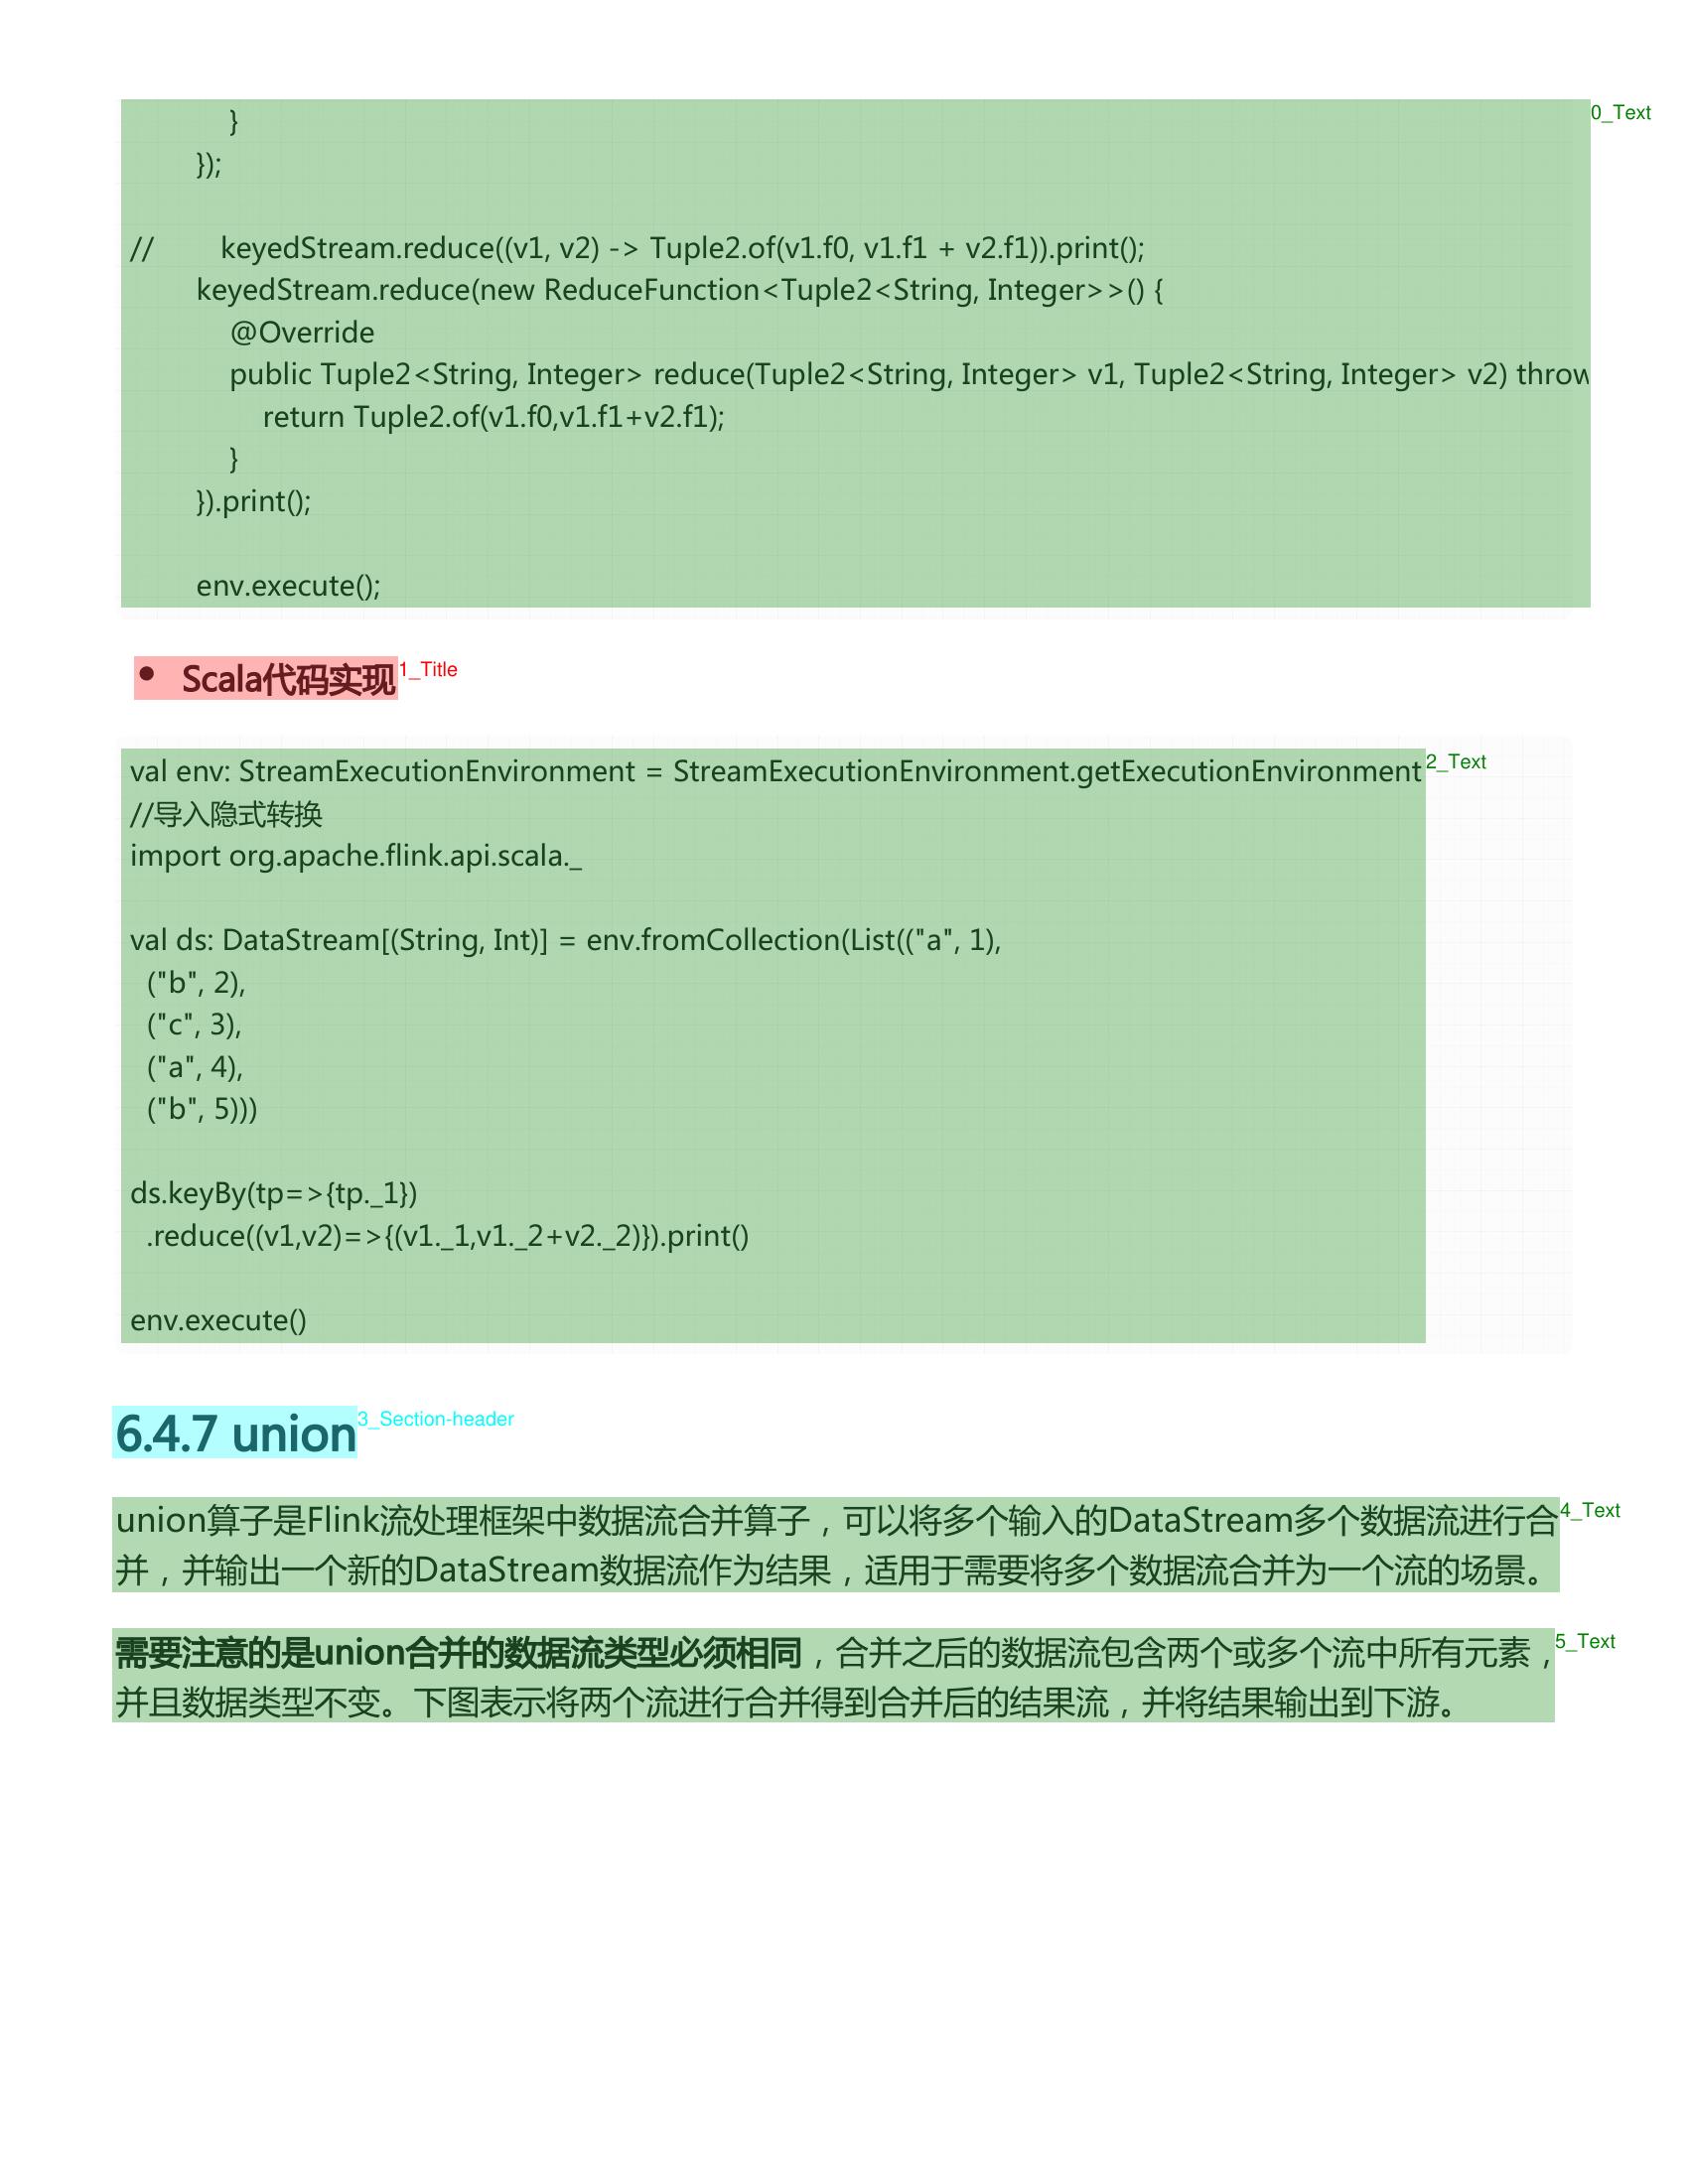 }
});
// keyedStream.reduce((v1, v2) -> Tuple2.of(v1.f0, v1.f1 + v2.f1)).print();
keyedStream.reduce(new ReduceFunction<Tuple2<String, Integer>>() {
@Override
public Tuple2<String, Integer> reduce(Tuple2<String, Integer> v1, Tuple2<String, Integer> v2) throw
return Tuple2.of(v1.f0,v1.f1+v2.f1);
}
}).print();
env.execute();
0_Text
• Scala代码实现
1_Title
val env: StreamExecutionEnvironment = StreamExecutionEnvironment.getExecutionEnvironment
2_Text
//导入隐式转换
import org.apache.flink.api.scala._
val ds: DataStream[(String, Int)] = env.fromCollection(List(("a", 1),
("b", 2),
("c", 3),
("a", 4),
("b", 5)))
ds.keyBy(tp=>{tp._1})
.reduce((v1,v2)=>{(v1._1,v1._2+v2._2)}).print()
env.execute()
6.4.7 union
3_Section-header
union算子是Flink流处理框架中数据流合并算子，可以将多个输入的DataStream多个数据流进行合
4_Text
并，并输出一个新的DataStream数据流作为结果，适用于需要将多个数据流合并为一个流的场景。
需要注意的是union合并的数据流类型必须相同，合并之后的数据流包含两个或多个流中所有元素，
5_Text
并且数据类型不变。下图表示将两个流进行合并得到合并后的结果流，并将结果输出到下游。